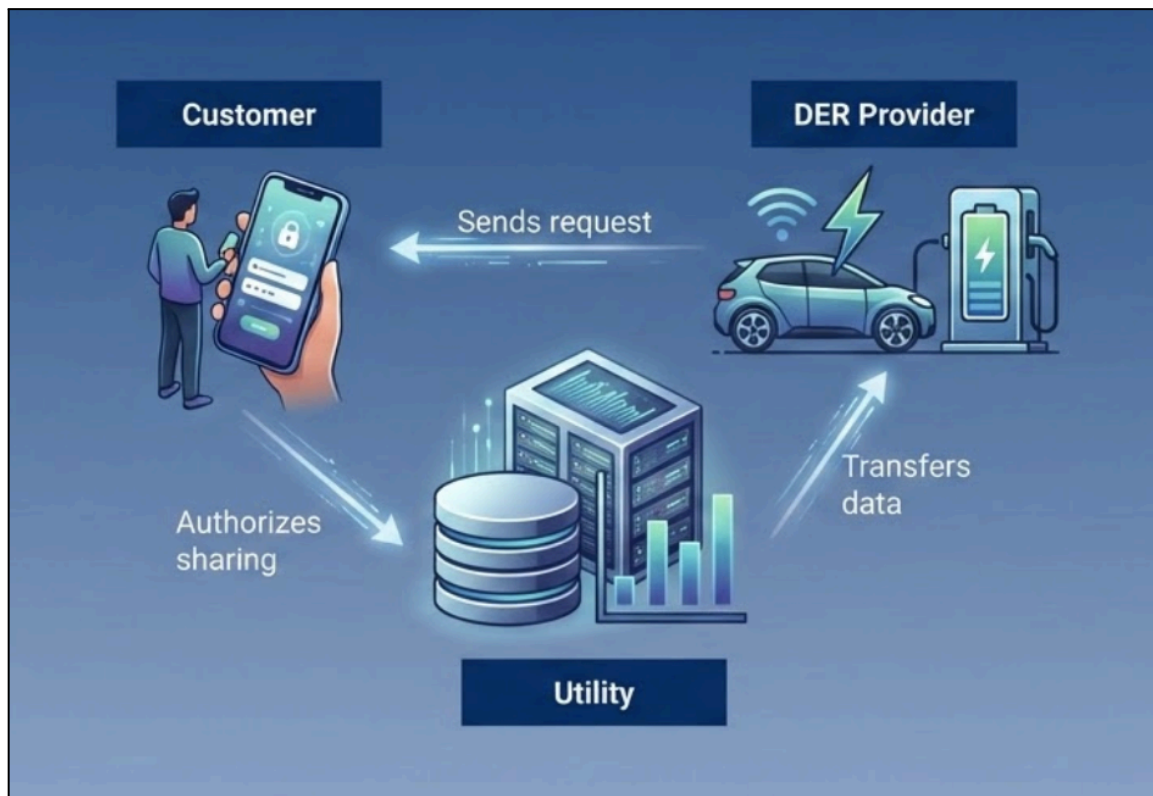 Customer
DER Provider
Sends request
Authorizes
sharing
Transfers
data
Utility